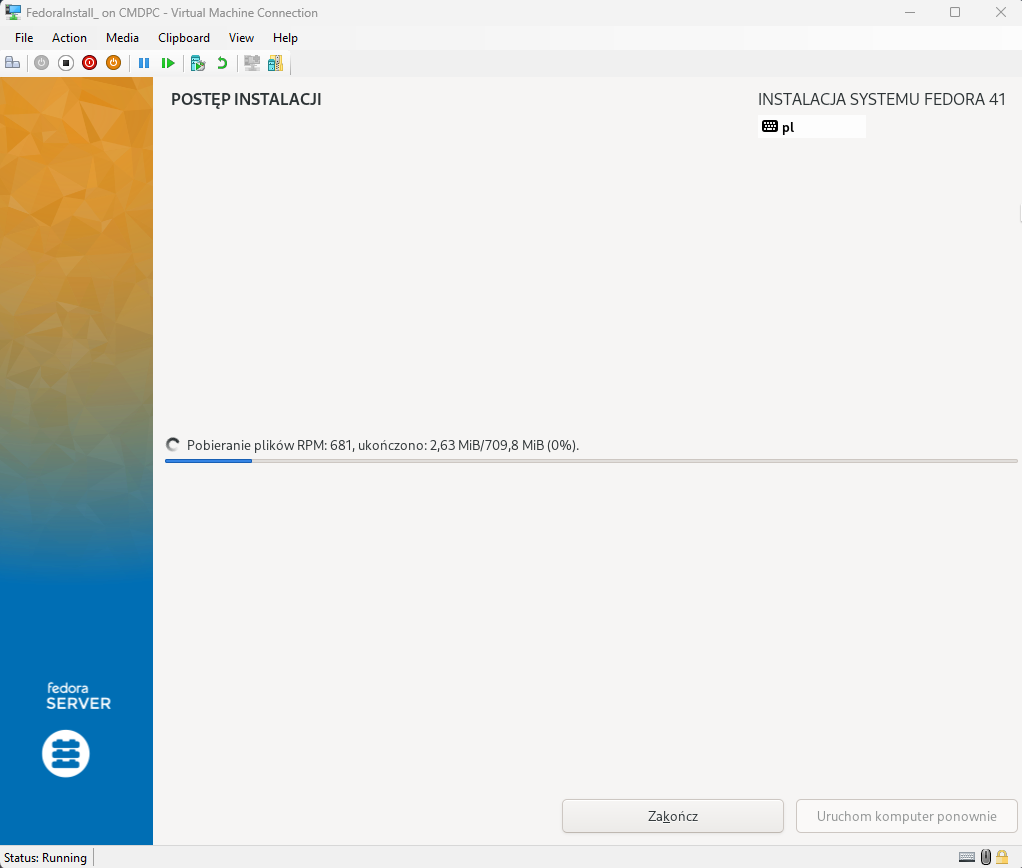 FedoraInstall_ on CMDPC - Virtual Machine Connection
File Action Media Clipboard View Help
POSTĘP INSTALACJI
INSTALACJA SYSTEMU FEDORA 41
pl
Pobieranie plików RPM: 681, ukończono: 2,63 MiB/709,8 MiB (0%).
fedora
SERVER
Zakończ
Uruchom komputer ponownie
Status: Running